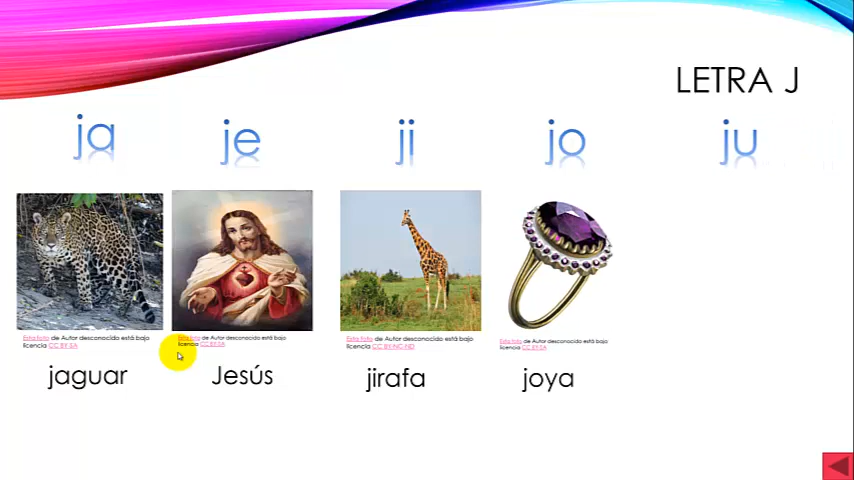 LETRA J
ja je ji jo ju
Esta foto de Autor desconocido está bajo
licencia CC BY-SA
Esta foto de Autor desconocido está bajo
licencia CC BY-SA
Esta foto de Autor desconocido está bajo
licencia CC BY-NC-ND
Esta foto de Autor desconocido está bajo
licencia CC BY-SA
jaguar Jesús jirafa joya